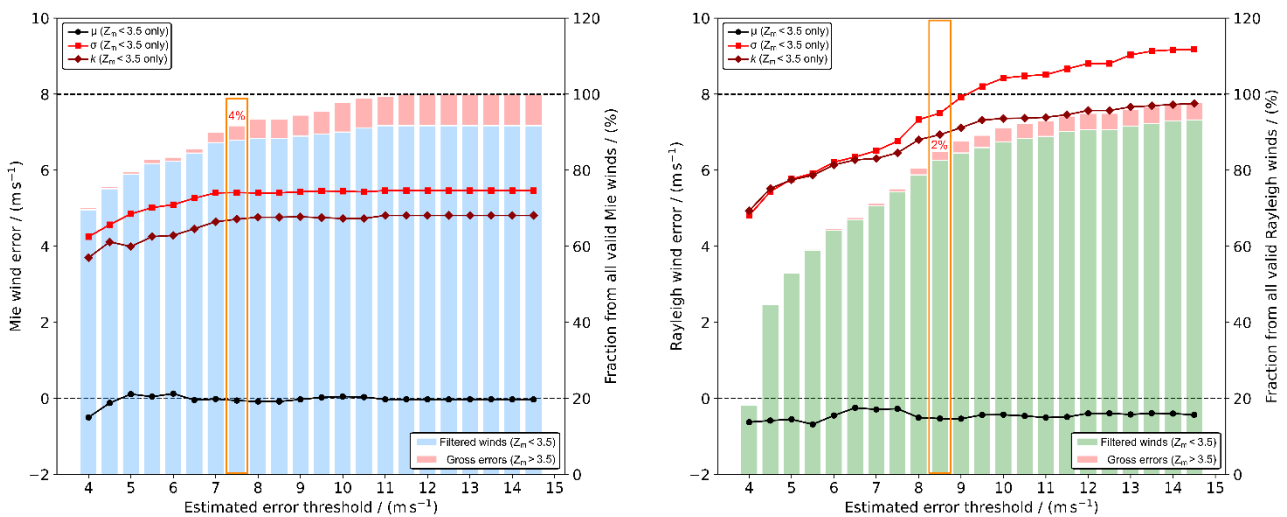 μ (Zm < 3.5 only)
σ (Zm < 3.5 only)
k (Zm < 3.5 only)
4%
Filtered winds (Zm < 3.5)
Gross errors (Zm > 3.5)
10
8
6
4
2
0
−2
Mie wind error / (m s⁻¹)
120
100
80
60
40
20
0
Fraction from all valid Mie winds / (%)
4 5 6 7 8 9 10 11 12 13 14 15
Estimated error threshold / (m s⁻¹)
μ (Zm < 3.5 only)
σ (Zm < 3.5 only)
k (Zm < 3.5 only)
2%
Filtered winds (Zm < 3.5)
Gross errors (Zm > 3.5)
10
8
6
4
2
0
−2
Rayleigh wind error / (m s⁻¹)
120
100
80
60
40
20
0
Fraction from all valid Rayleigh winds / (%)
4 5 6 7 8 9 10 11 12 13 14 15
Estimated error threshold / (m s⁻¹)